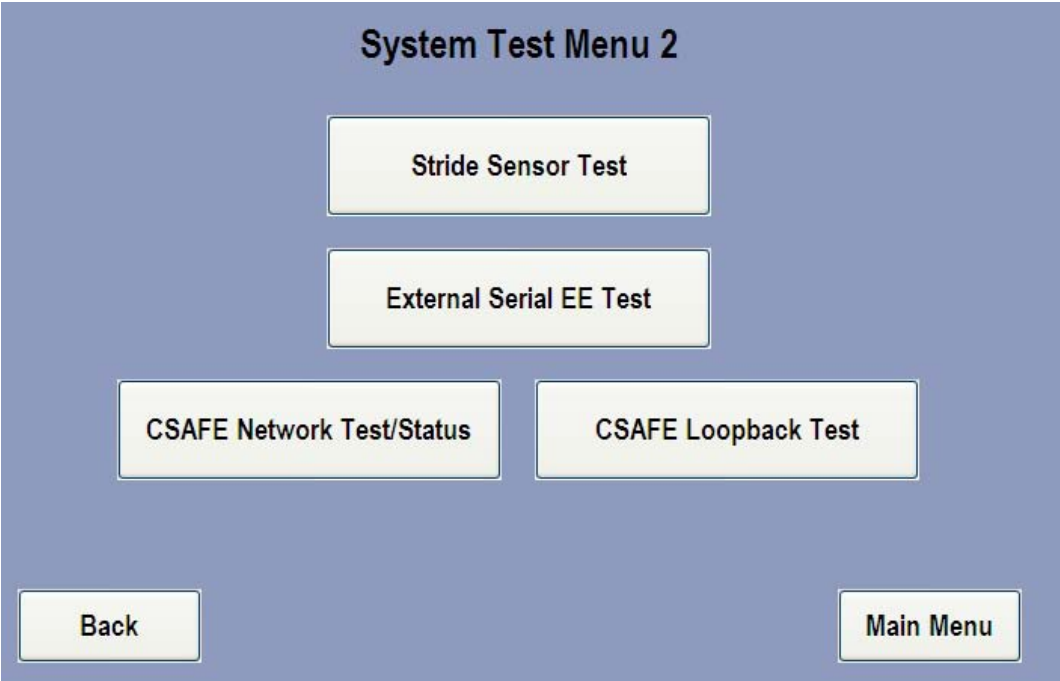 System Test Menu 2
Stride Sensor Test
External Serial EE Test
CSAFE Network Test/Status
CSAFE Loopback Test
Back
Main Menu